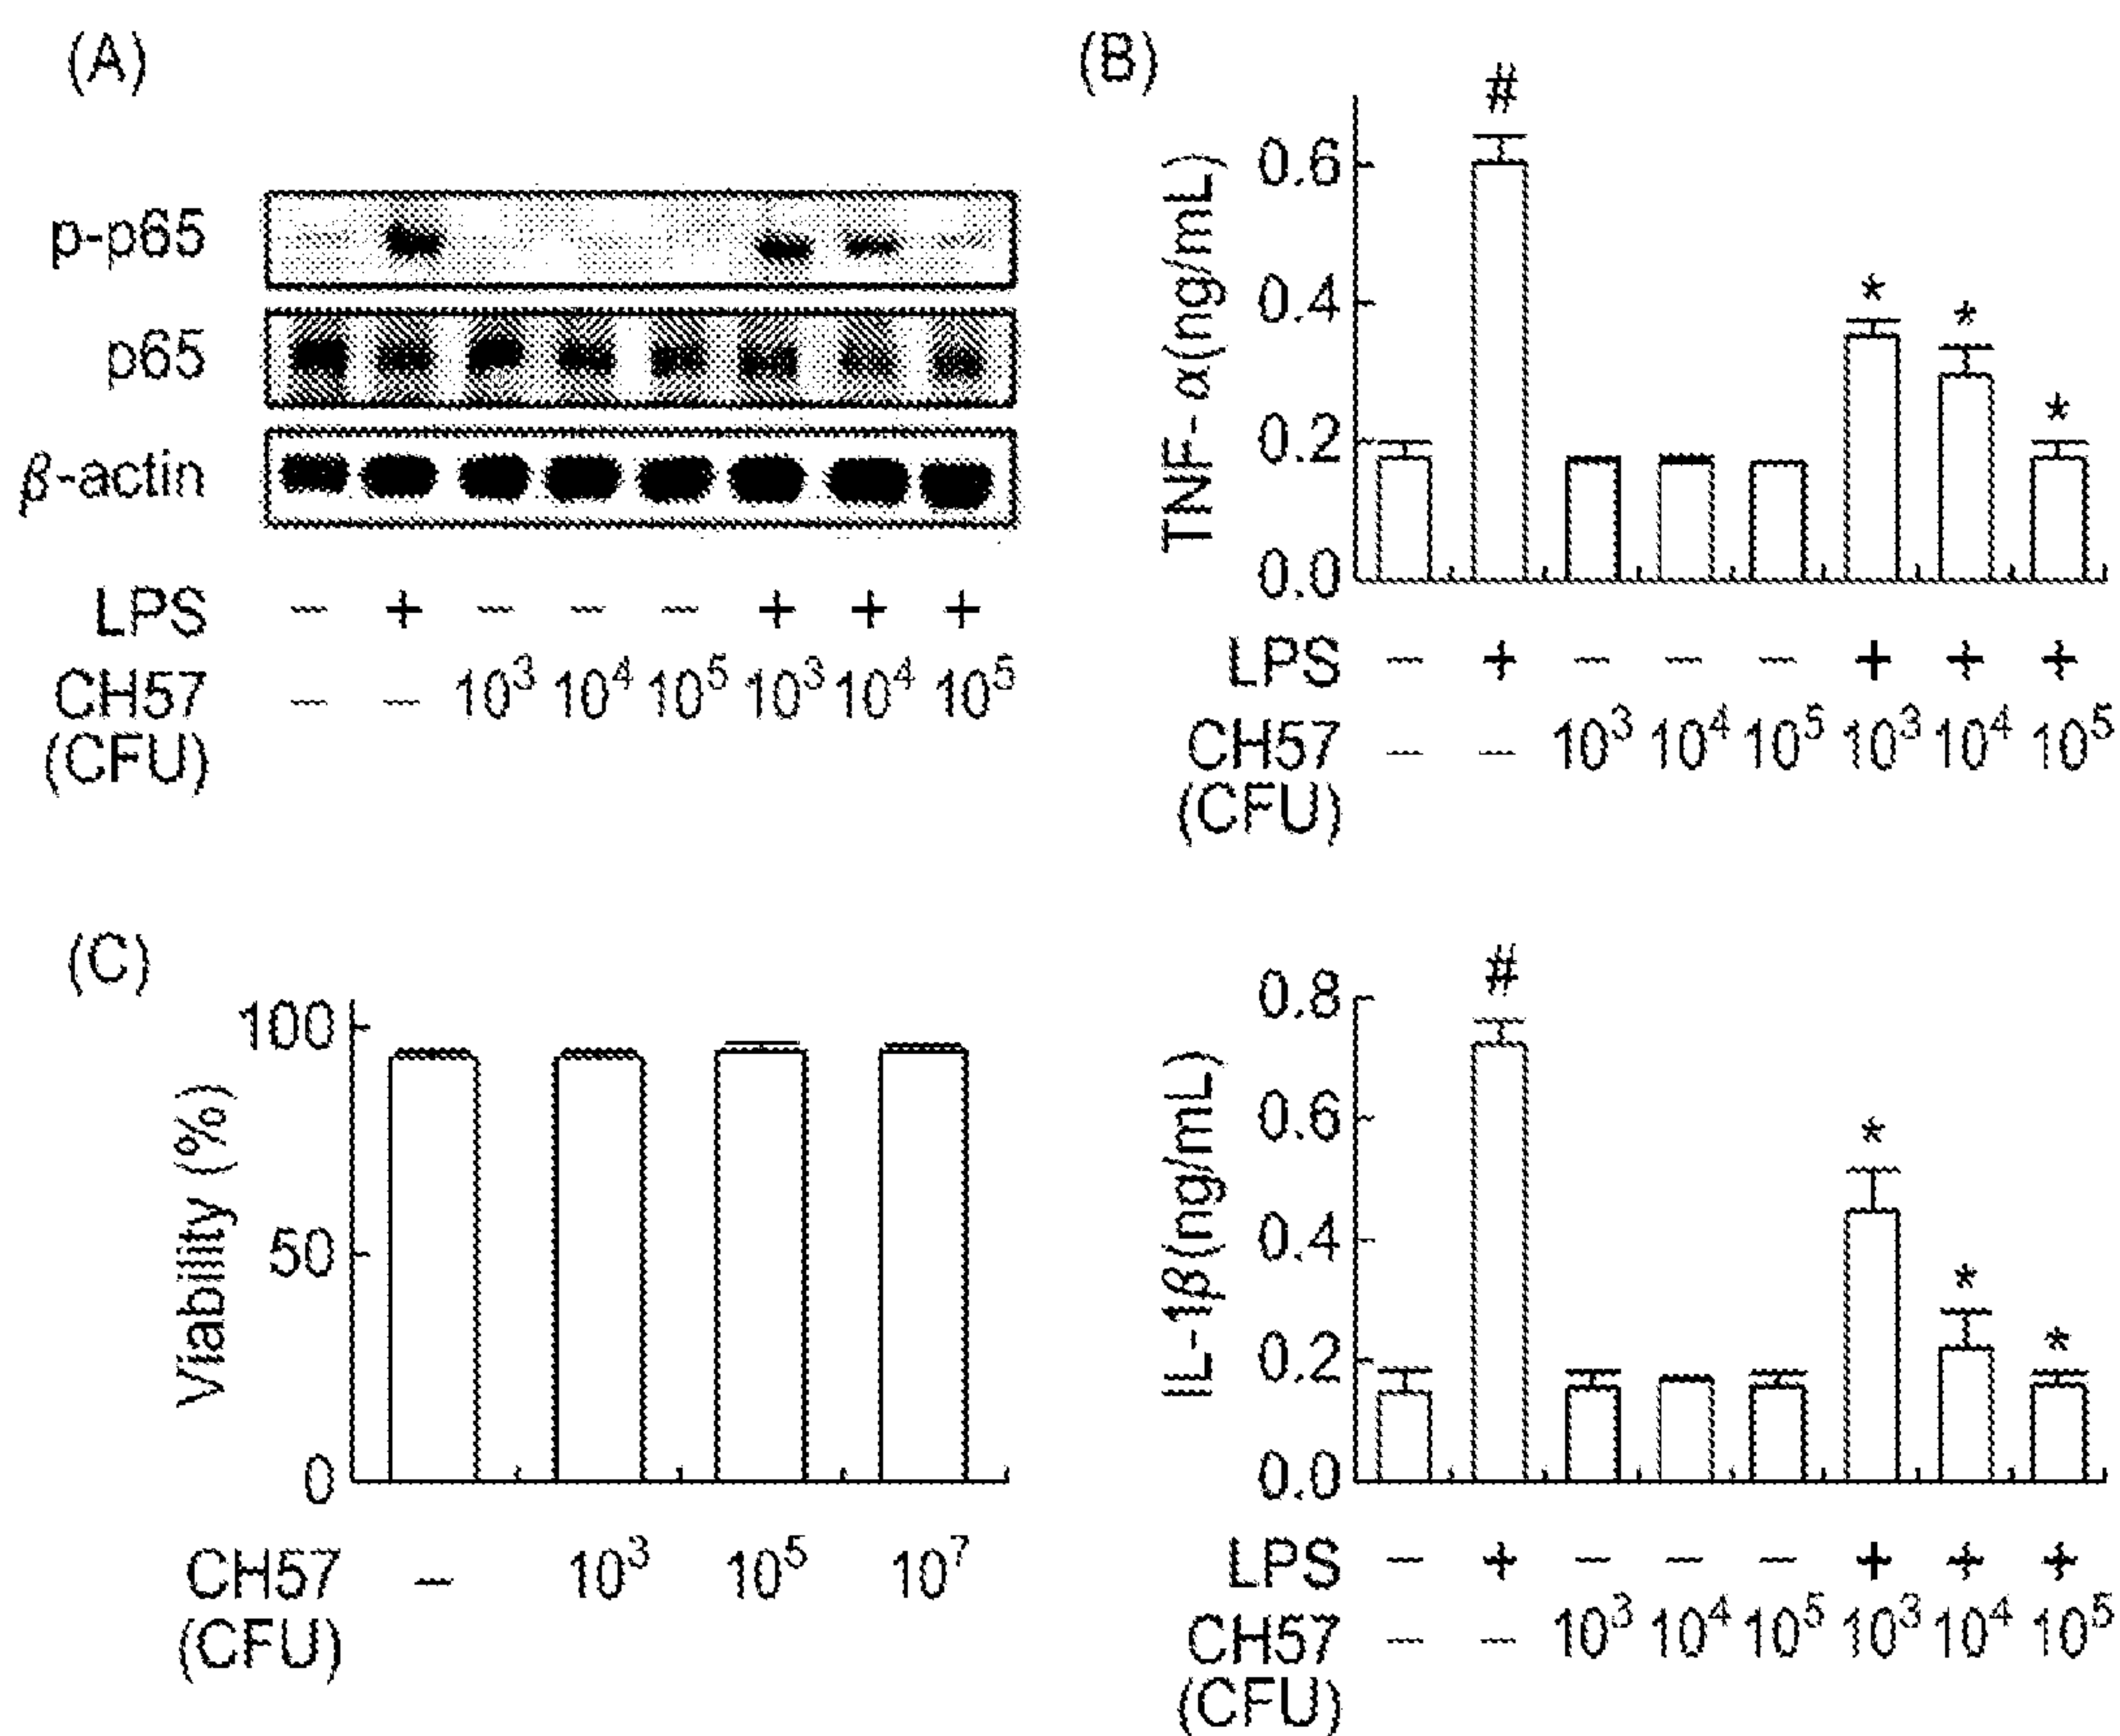 (A)
p-p65
p65
β-actin
LPS − + − − − + + +
CH57 − − 10³ 10⁴ 10⁵ 10³ 10⁴ 10⁵
(CFU)
(B)
TNF-α(ng/mL)
0.6
0.4
0.2
0.0
#
*
*
*
LPS − + − − − + + +
CH57 − − 10³ 10⁴ 10⁵ 10³ 10⁴ 10⁵
(CFU)
(C)
Viability (%)
100
50
0
CH57 − 10³ 10⁵ 10⁷
(CFU)
IL-1β(ng/mL)
0.8
0.6
0.4
0.2
0.0
#
*
*
*
LPS − + − − − + + +
CH57 − − 10³ 10⁴ 10⁵ 10³ 10⁴ 10⁵
(CFU)